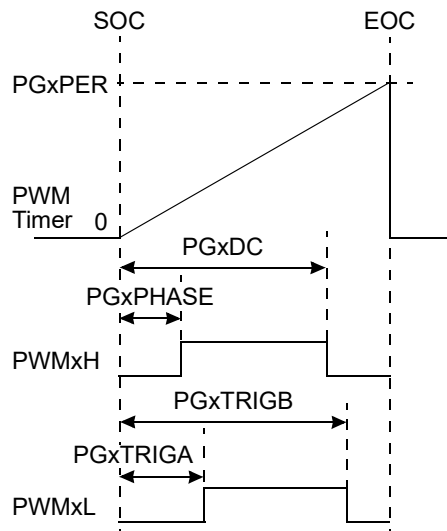 SOC EOC
PGxPER
PWM
Timer 0
PGxDC
PGxPHASE
PWMxH
PGxTRIGB
PGxTRIGA
PWMxL